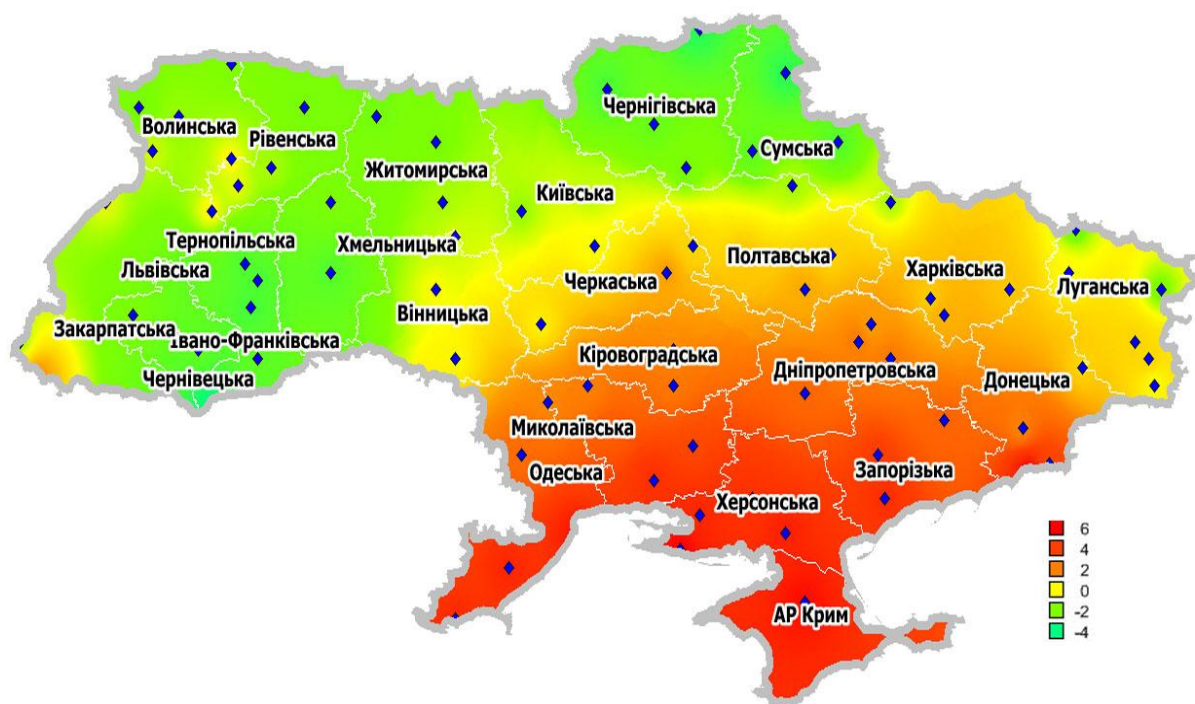 Чернігівська
Волинська
Рівенська
Сумська
Житомирська
Київська
Тернопільська
Хмельницька
Полтавська
Львівська
Черкаська
Харківська
Луганська
Вінницька
Закарпатська
Івано-Франківська
Кіровоградська
Чернівецька
Дніпропетровська
Донецька
Миколаївська
Одеська
Запорізька
Херсонська
АР Крим
6
4
2
0
-2
-4